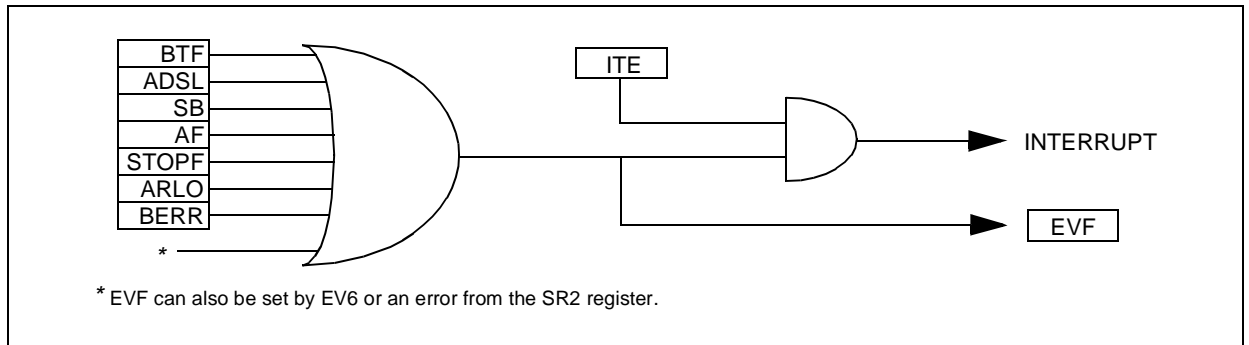 BTF
ADSL
SB
AF
STOPF
ARLO
BERR
*
ITE
INTERRUPT
EVF
* EVF can also be set by EV6 or an error from the SR2 register.